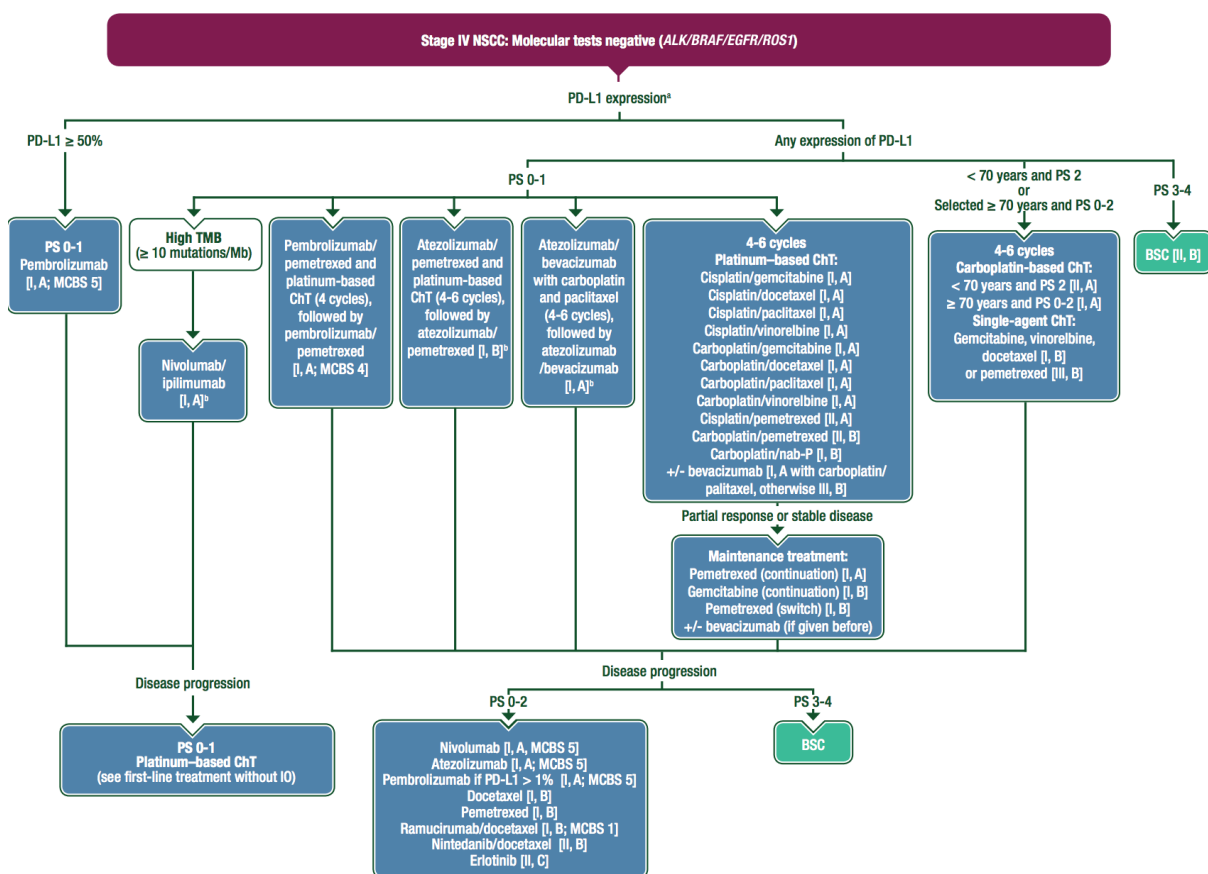 Stage IV NSCC: Molecular tests negative (ALK/BRAF/EGFR/ROS1)
PD-L1 expressionᵃ
PD-L1 ≥ 50%
Any expression of PD-L1
PS 0-1
< 70 years and PS 2
or
Selected ≥ 70 years and PS 0-2
PS 3-4
PS 0-1
Pembrolizumab
[I, A; MCBS 5]
High TMB
(≥ 10 mutations/Mb)
Nivolumab/
ipilimumab
[I, A]ᵇ
Pembrolizumab/
pemetrexed and
platinum-based
ChT (4 cycles),
followed by
pembrolizumab/
pemetrexed
[I, A; MCBS 4]
Atezolizumab/
pemetrexed and
platinum-based
ChT (4-6 cycles),
followed by
atezolizumab/
pemetrexed [I, B]ᵇ
Atezolizumab/
bevacizumab
with carboplatin
and paclitaxel
(4-6 cycles),
followed by
atezolizumab
/bevacizumab
[I, A]ᵇ
4-6 cycles
Platinum–based ChT:
Cisplatin/gemcitabine [I, A]
Cisplatin/docetaxel [I, A]
Cisplatin/paclitaxel [I, A]
Cisplatin/vinorelbine [I, A]
Carboplatin/gemcitabine [I, A]
Carboplatin/docetaxel [I, A]
Carboplatin/paclitaxel [I, A]
Carboplatin/vinorelbine [I, A]
Cisplatin/pemetrexed [II, A]
Carboplatin/pemetrexed [II, B]
Carboplatin/nab-P [I, B]
+/- bevacizumab [I, A with carboplatin/
palitaxel, otherwise III, B]
4-6 cycles
Carboplatin-based ChT:
< 70 years and PS 2 [II, A]
≥ 70 years and PS 0-2 [I, A]
Single-agent ChT:
Gemcitabine, vinorelbine,
docetaxel [I, B]
or pemetrexed [III, B]
BSC [II, B]
Partial response or stable disease
Maintenance treatment:
Pemetrexed (continuation) [I, A]
Gemcitabine (continuation) [I, B]
Pemetrexed (switch) [I, B]
+/- bevacizumab (if given before)
Disease progression
Disease progression
PS 0-1
Platinum–based ChT
(see first-line treatment without IO)
PS 0-2
PS 3-4
Nivolumab [I, A, MCBS 5]
Atezolizumab [I, A; MCBS 5]
Pembrolizumab if PD-L1 > 1% [I, A; MCBS 5]
Docetaxel [I, B]
Pemetrexed [I, B]
Ramucirumab/docetaxel [I, B; MCBS 1]
Nintedanib/docetaxel [II, B]
Erlotinib [II, C]
BSC